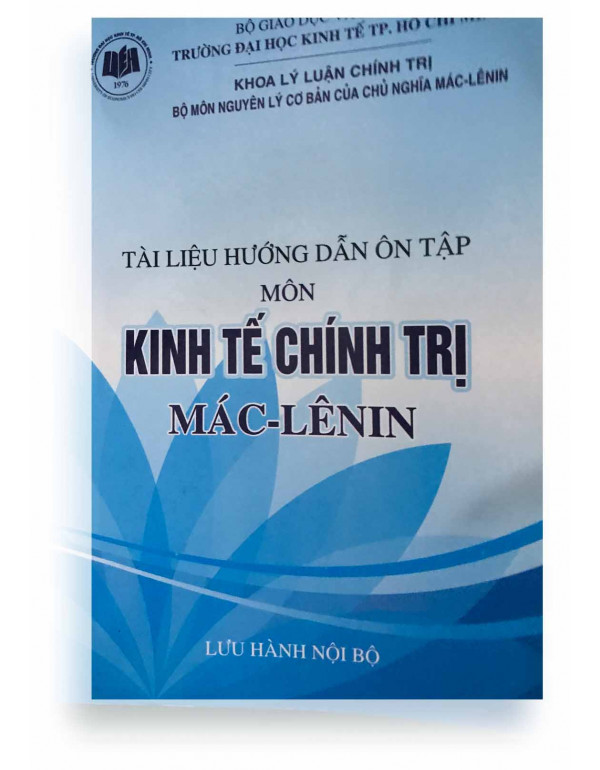 BỘ GIÁO DỤC
TRƯỜNG ĐẠI HỌC KINH TẾ TP. HỒ CHÍ
KHOA LÝ LUẬN CHÍNH TRỊ
BỘ MÔN NGUYÊN LÝ CƠ BẢN CỦA CHỦ NGHĨA MÁC-LÊNIN
UEH
1976
TÀI LIỆU HƯỚNG DẪN ÔN TẬP
MÔN
KINH TẾ CHÍNH TRỊ
MÁC-LÊNIN
LƯU HÀNH NỘI BỘ